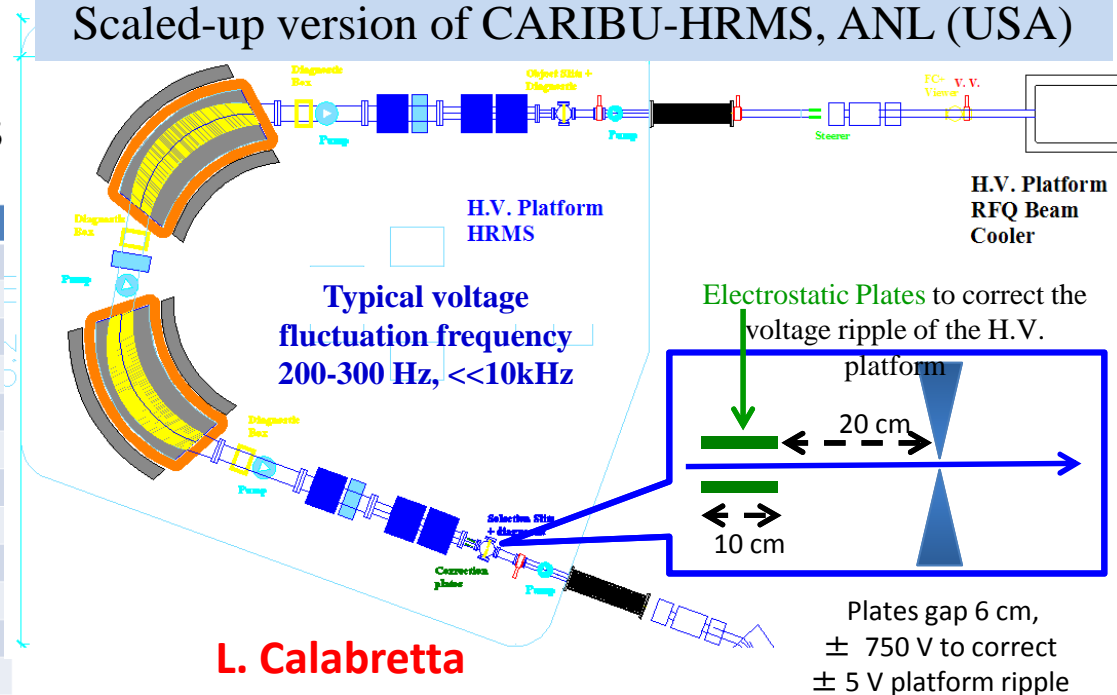 Scaled-up version of CARIBU-HRMS, ANL (USA)
Diagnostic
Box
Pump
Object Slits +
Diagnostic
Pump
Steerer
FC-
Viewer
V. V.
H.V. Platform
RFQ Beam
Cooler
H.V. Platform
HRMS
Diagnostic
Box
Pump
Typical voltage
fluctuation frequency
200-300 Hz, <<10kHz
Electrostatic Plates to correct the
voltage ripple of the H.V.
platform
20 cm
10 cm
Diagnostic
Box
Pump
Selection Slits
+ diagnostic
Correction
plates
Pump
Plates gap 6 cm,
± 750 V to correct
± 5 V platform ripple
L. Calabretta